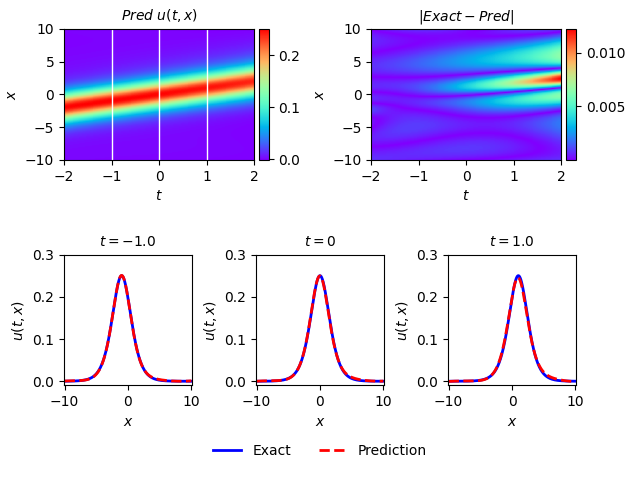 Pred u(t, x)
|Exact − Pred|
10
5
0
−5
−10
x
−2
−1
0
1
2
t
0.2
0.1
0.0
10
5
0
−5
−10
x
−2
−1
0
1
2
t
0.010
0.005
t = −1.0
t = 0
t = 1.0
0.3
0.2
0.1
0.0
u(t, x)
−10
0
10
x
0.3
0.2
0.1
0.0
u(t, x)
−10
0
10
x
0.3
0.2
0.1
0.0
u(t, x)
−10
0
10
x
Exact
Prediction